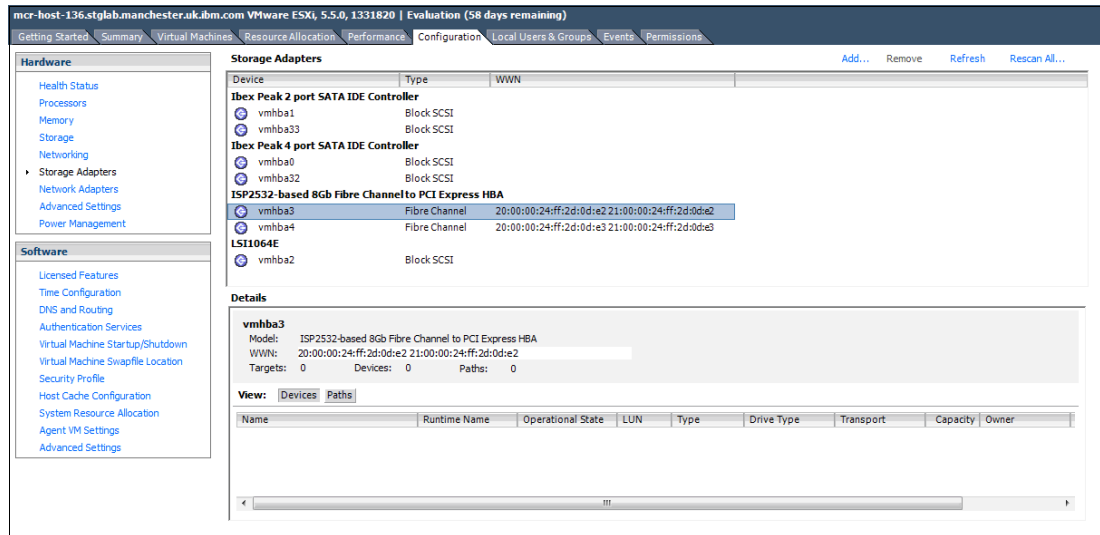 mcr-host-136.stglab.manchester.uk.ibm.com VMware ESXi, 5.5.0, 1331820 | Evaluation (58 days remaining)
Getting Started Summary Virtual Machines Resource Allocation Performance Configuration Local Users & Groups Events Permissions
Hardware
Health Status
Processors
Memory
Storage
Networking
Storage Adapters
Network Adapters
Advanced Settings
Power Management
Software
Licensed Features
Time Configuration
DNS and Routing
Authentication Services
Virtual Machine Startup/Shutdown
Virtual Machine Swapfile Location
Security Profile
Host Cache Configuration
System Resource Allocation
Agent VM Settings
Advanced Settings
Storage Adapters Add... Remove Refresh Rescan All...
Device Type WWN
Ibex Peak 2 port SATA IDE Controller
vmhba1 Block SCSI
vmhba33 Block SCSI
Ibex Peak 4 port SATA IDE Controller
vmhba0 Block SCSI
vmhba32 Block SCSI
ISP2532-based 8Gb Fibre Channel to PCI Express HBA
vmhba3 Fibre Channel 20:00:00:24:ff:2d:0d:e2 21:00:00:24:ff:2d:0d:e2
vmhba4 Fibre Channel 20:00:00:24:ff:2d:0d:e3 21:00:00:24:ff:2d:0d:e3
LSI1064E
vmhba2 Block SCSI
Details
vmhba3
Model: ISP2532-based 8Gb Fibre Channel to PCI Express HBA
WWN: 20:00:00:24:ff:2d:0d:e2 21:00:00:24:ff:2d:0d:e2
Targets: 0 Devices: 0 Paths: 0
View: Devices Paths
Name Runtime Name Operational State LUN Type Drive Type Transport Capacity Owner